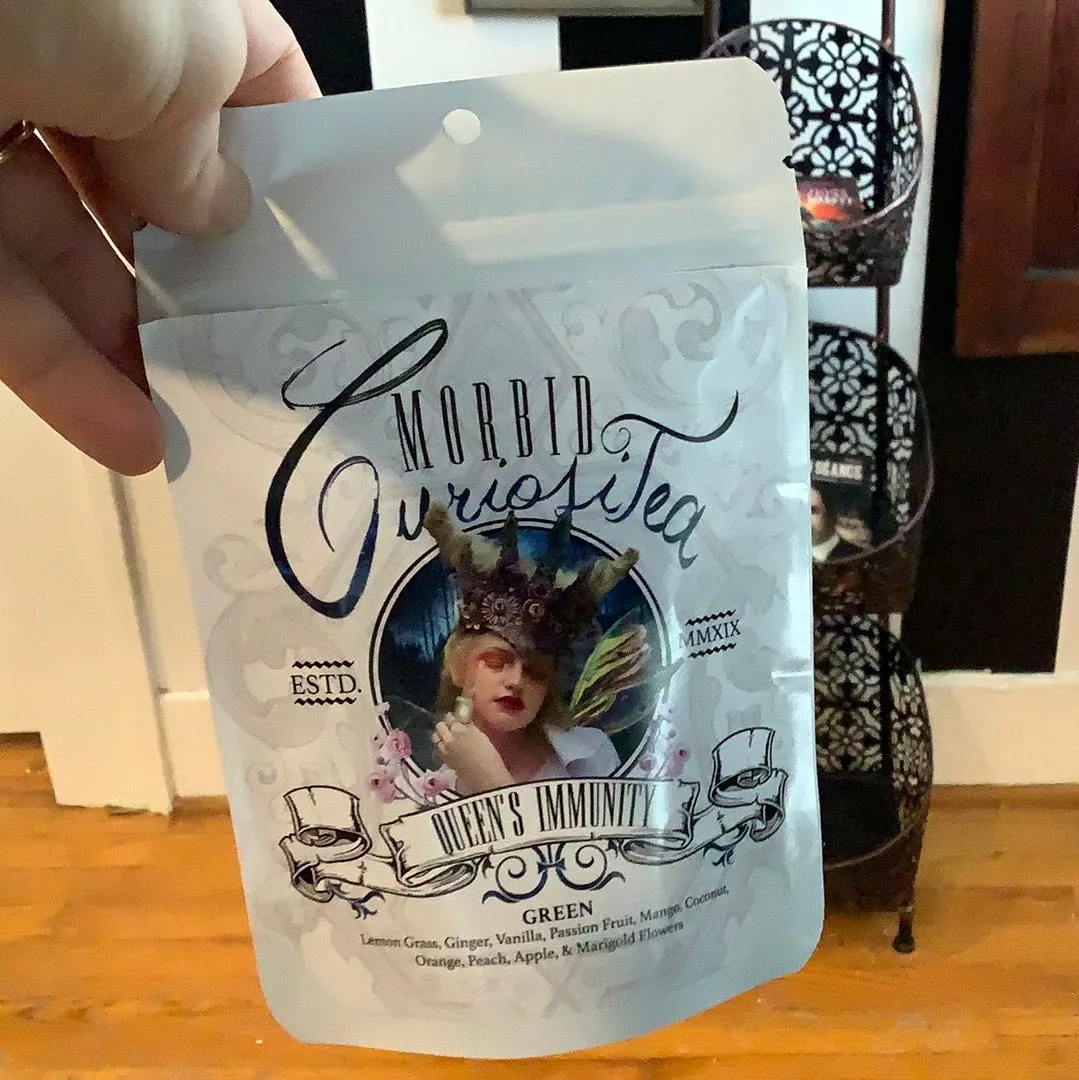 MORBID
CuriosiTea
ESTD.
MMXIX
QUEEN'S IMMUNITY
GREEN
Lemon Grass, Ginger, Vanilla, Passion Fruit, Mango, Coconut,
Orange, Peach, Apple, & Marigold Flowers
SEANCE